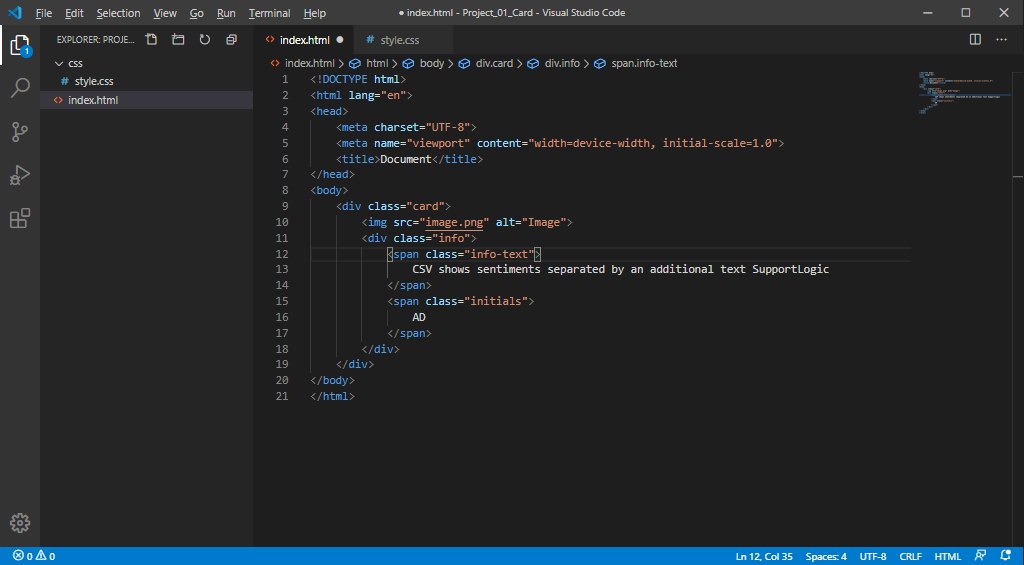 File Edit Selection View Go Run Terminal Help ● index.html - Project_01_Card - Visual Studio Code
1 EXPLORER: PROJE...
css
# style.css
<> index.html
<> index.html ● # style.css
<> index.html > html > body > div.card > div.info > span.info-text
1 <!DOCTYPE html>
2 <html lang="en">
3 <head>
4 <meta charset="UTF-8">
5 <meta name="viewport" content="width=device-width, initial-scale=1.0">
6 <title>Document</title>
7 </head>
8 <body>
9 <div class="card">
10 <img src="image.png" alt="Image">
11 <div class="info">
12 <span class="info-text">
13 CSV shows sentiments separated by an additional text SupportLogic
14 </span>
15 <span class="initials">
16 AD
17 </span>
18 </div>
19 </div>
20 </body>
21 </html>
0 0 Ln 12, Col 35 Spaces: 4 UTF-8 CRLF HTML